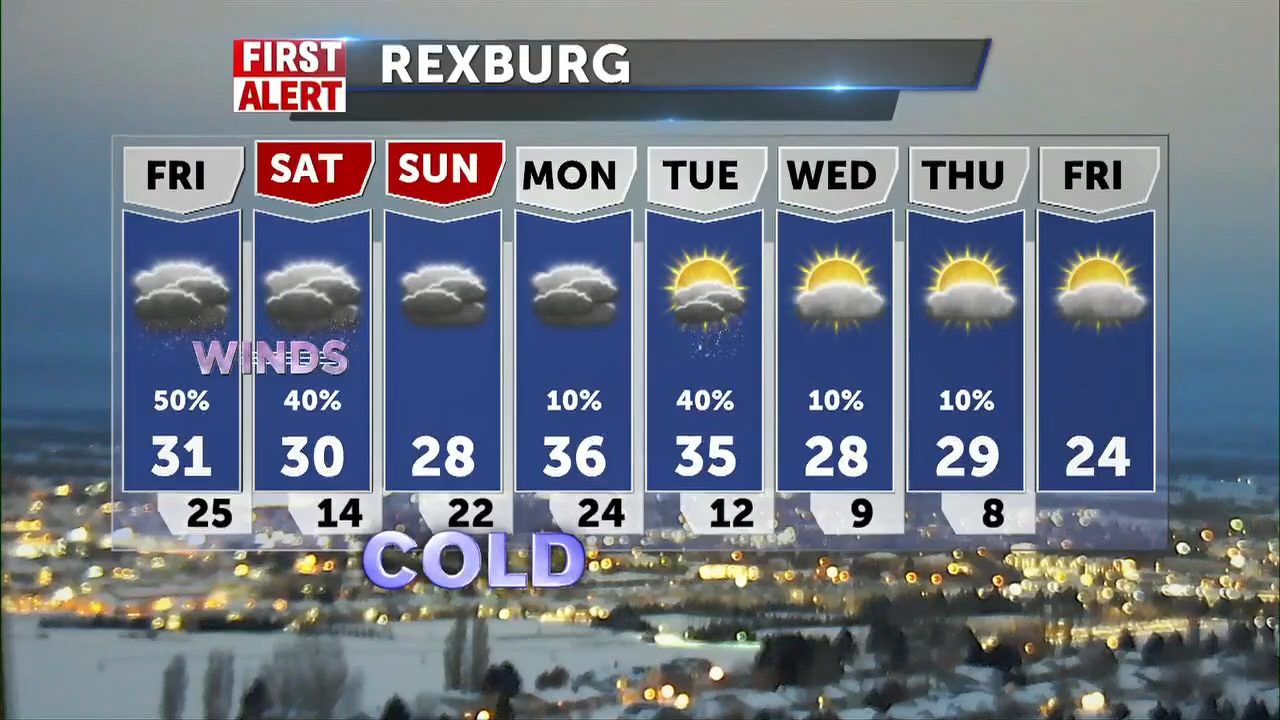 FIRST
ALERT
REXBURG
FRI SAT SUN MON TUE WED THU FRI
WINDS
50% 40% 10% 40% 10% 10%
31 30 28 36 35 28 29 24
25 14 22 24 12 9 8
COLD